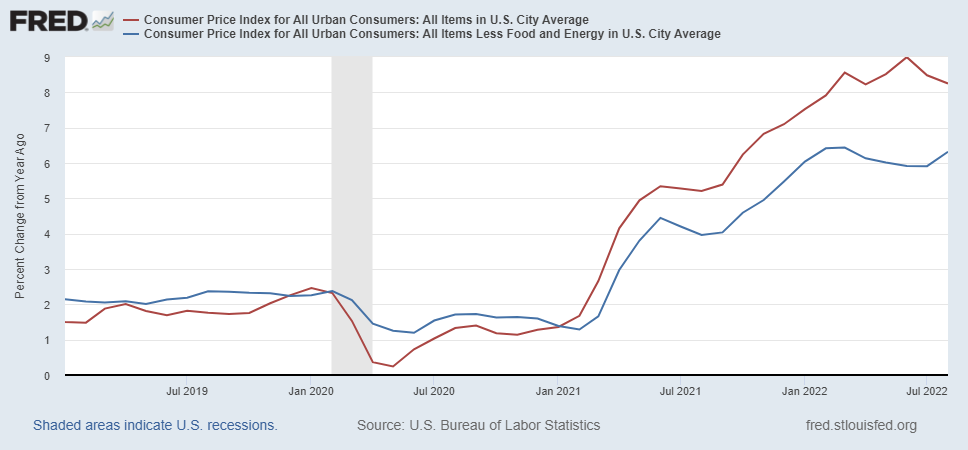 FRED
Consumer Price Index for All Urban Consumers: All Items in U.S. City Average
Consumer Price Index for All Urban Consumers: All Items Less Food and Energy in U.S. City Average
Percent Change from Year Ago
9
8
7
6
5
4
3
2
1
0
Jul 2019
Jan 2020
Jul 2020
Jan 2021
Jul 2021
Jan 2022
Jul 2022
Shaded areas indicate U.S. recessions.
Source: U.S. Bureau of Labor Statistics
fred.stlouisfed.org